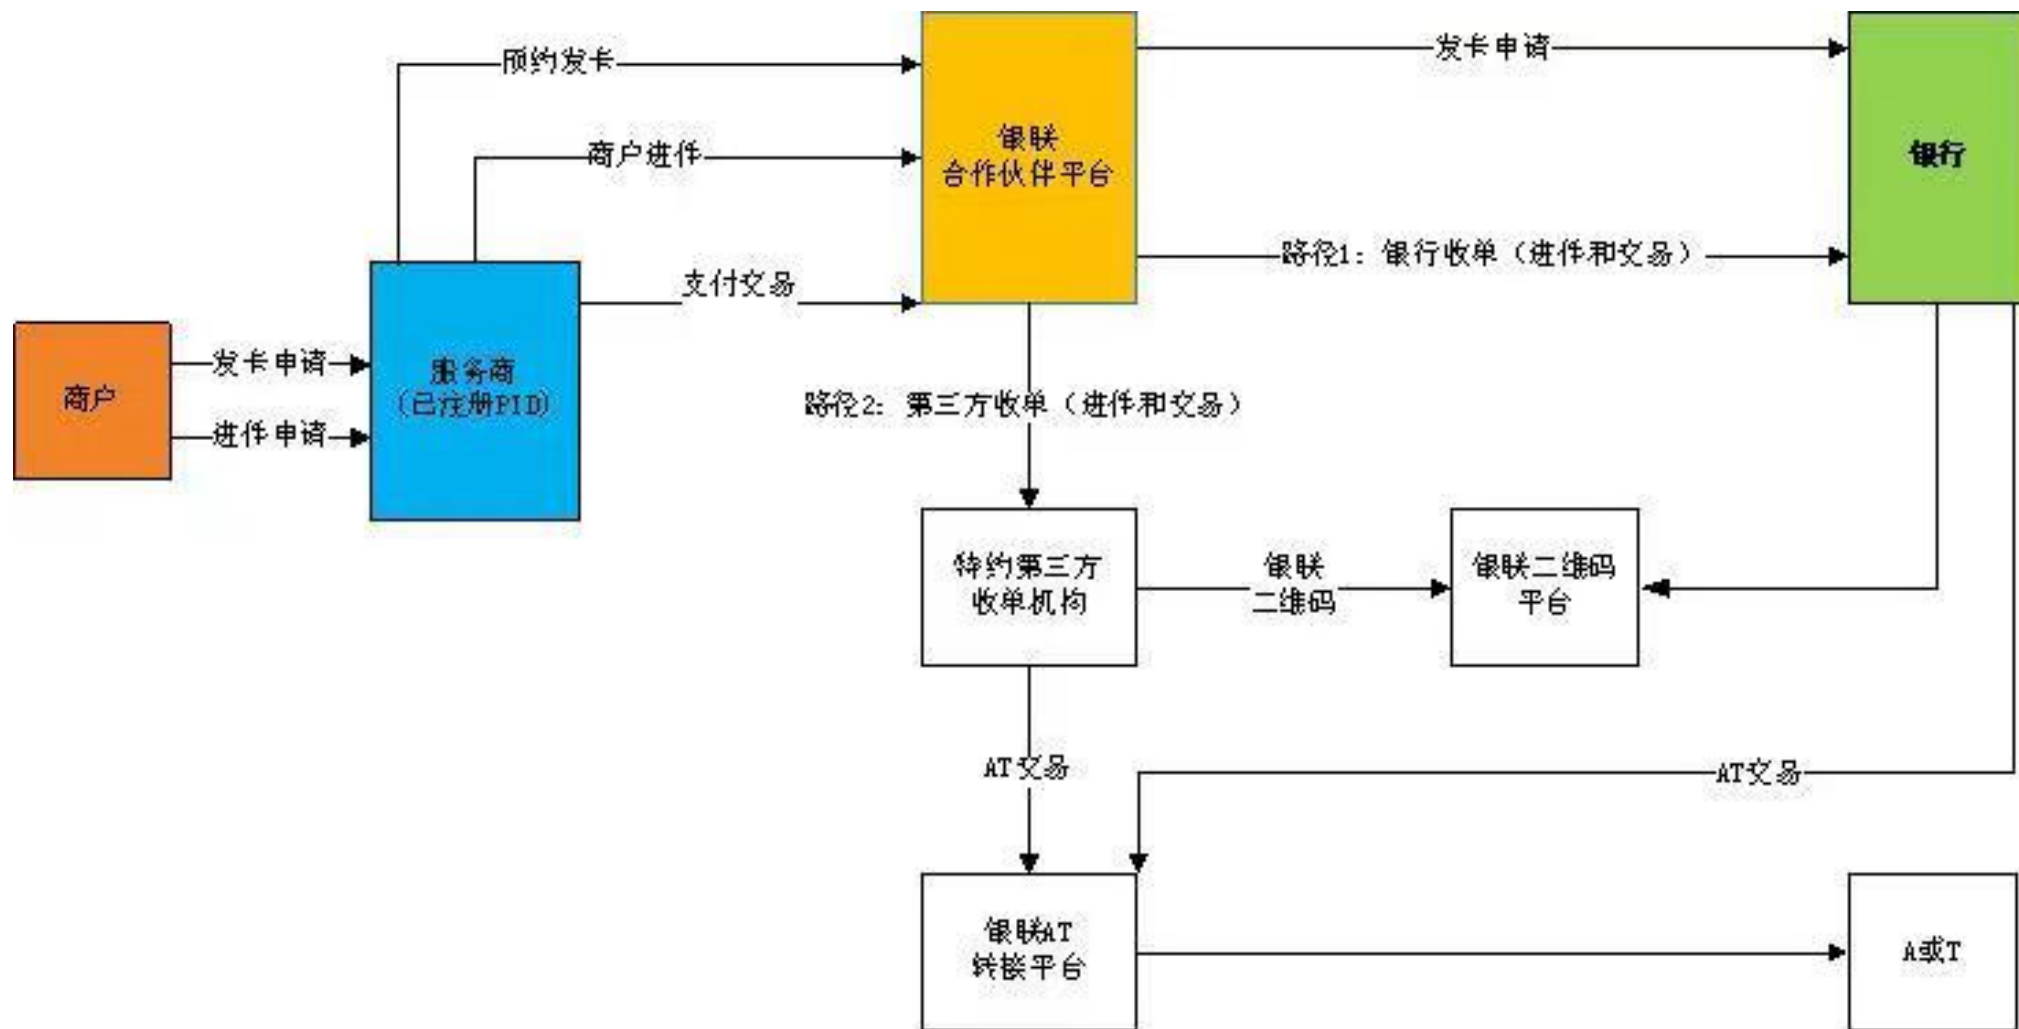 预约发卡
发卡申请
银联
合作伙伴平台
商户进件
银行
路径1：银行收单（进件和交易）
支付交易
发卡申请
服务商
(已注册PID)
商户
进件申请
路径2：第三方收单（进件和交易）
特约第三方
收单机构
银联
二维码
银联二维码
平台
AT交易
AT交易
银联AT
转接平台
A或T